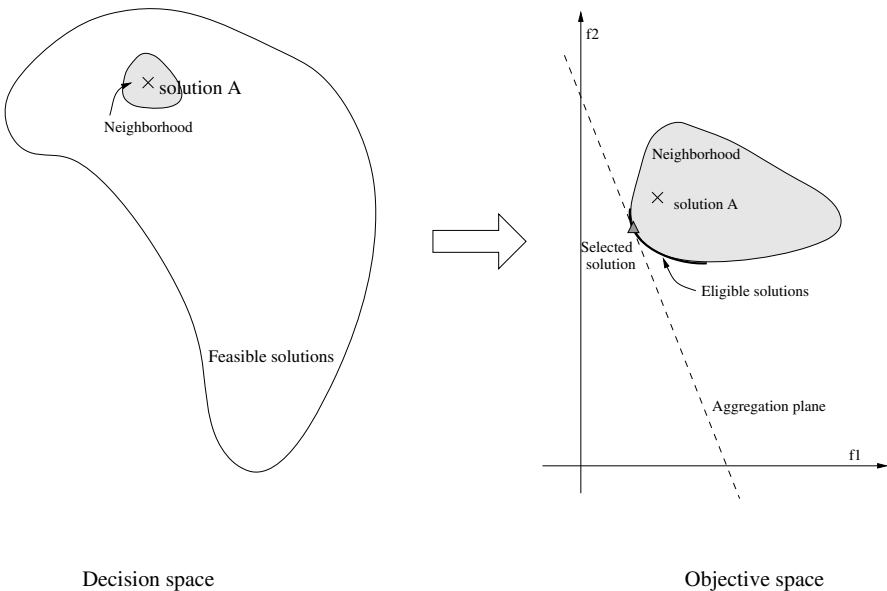 solution A
Neighborhood
Feasible solutions
Decision space
f2
Neighborhood
solution A
Selected
solution
Eligible solutions
Aggregation plane
f1
Objective space